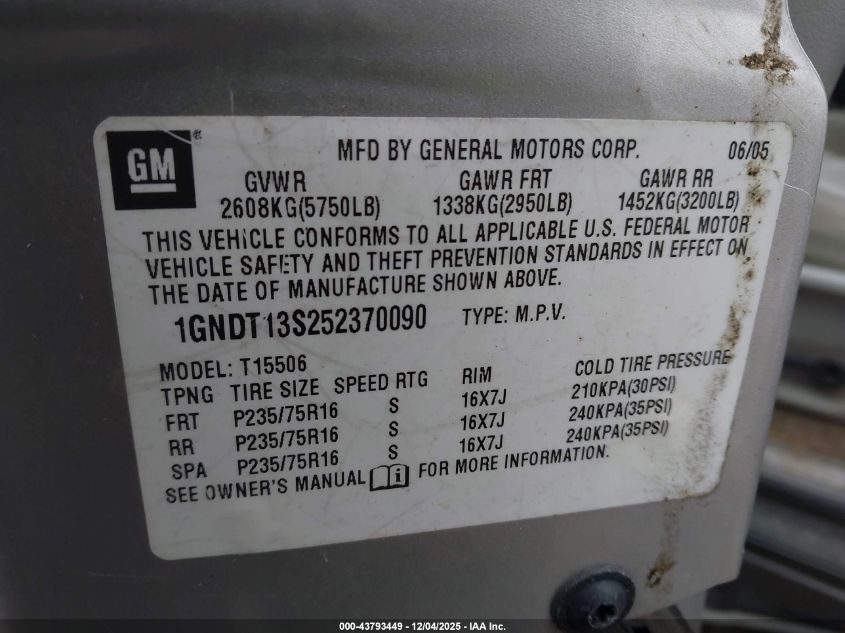 GM® MFD BY GENERAL MOTORS CORP. 06/05
GVWR GAWR FRT GAWR RR
2608KG(5750LB) 1338KG(2950LB) 1452KG(3200LB)
THIS VEHICLE CONFORMS TO ALL APPLICABLE U.S. FEDERAL MOTOR
VEHICLE SAFETY AND THEFT PREVENTION STANDARDS IN EFFECT ON
THE DATE OF MANUFACTURE SHOWN ABOVE.
1GNDT13S252370090 TYPE: M.P.V.
MODEL: T15506
TPNG TIRE SIZE SPEED RTG RIM COLD TIRE PRESSURE
FRT P235/75R16 S 16X7J 210KPA(30PSI)
RR P235/75R16 S 16X7J 240KPA(35PSI)
SPA P235/75R16 S 16X7J 240KPA(35PSI)
SEE OWNER'S MANUAL i FOR MORE INFORMATION.
000-43793449 - 12/04/2025 - IAA Inc.